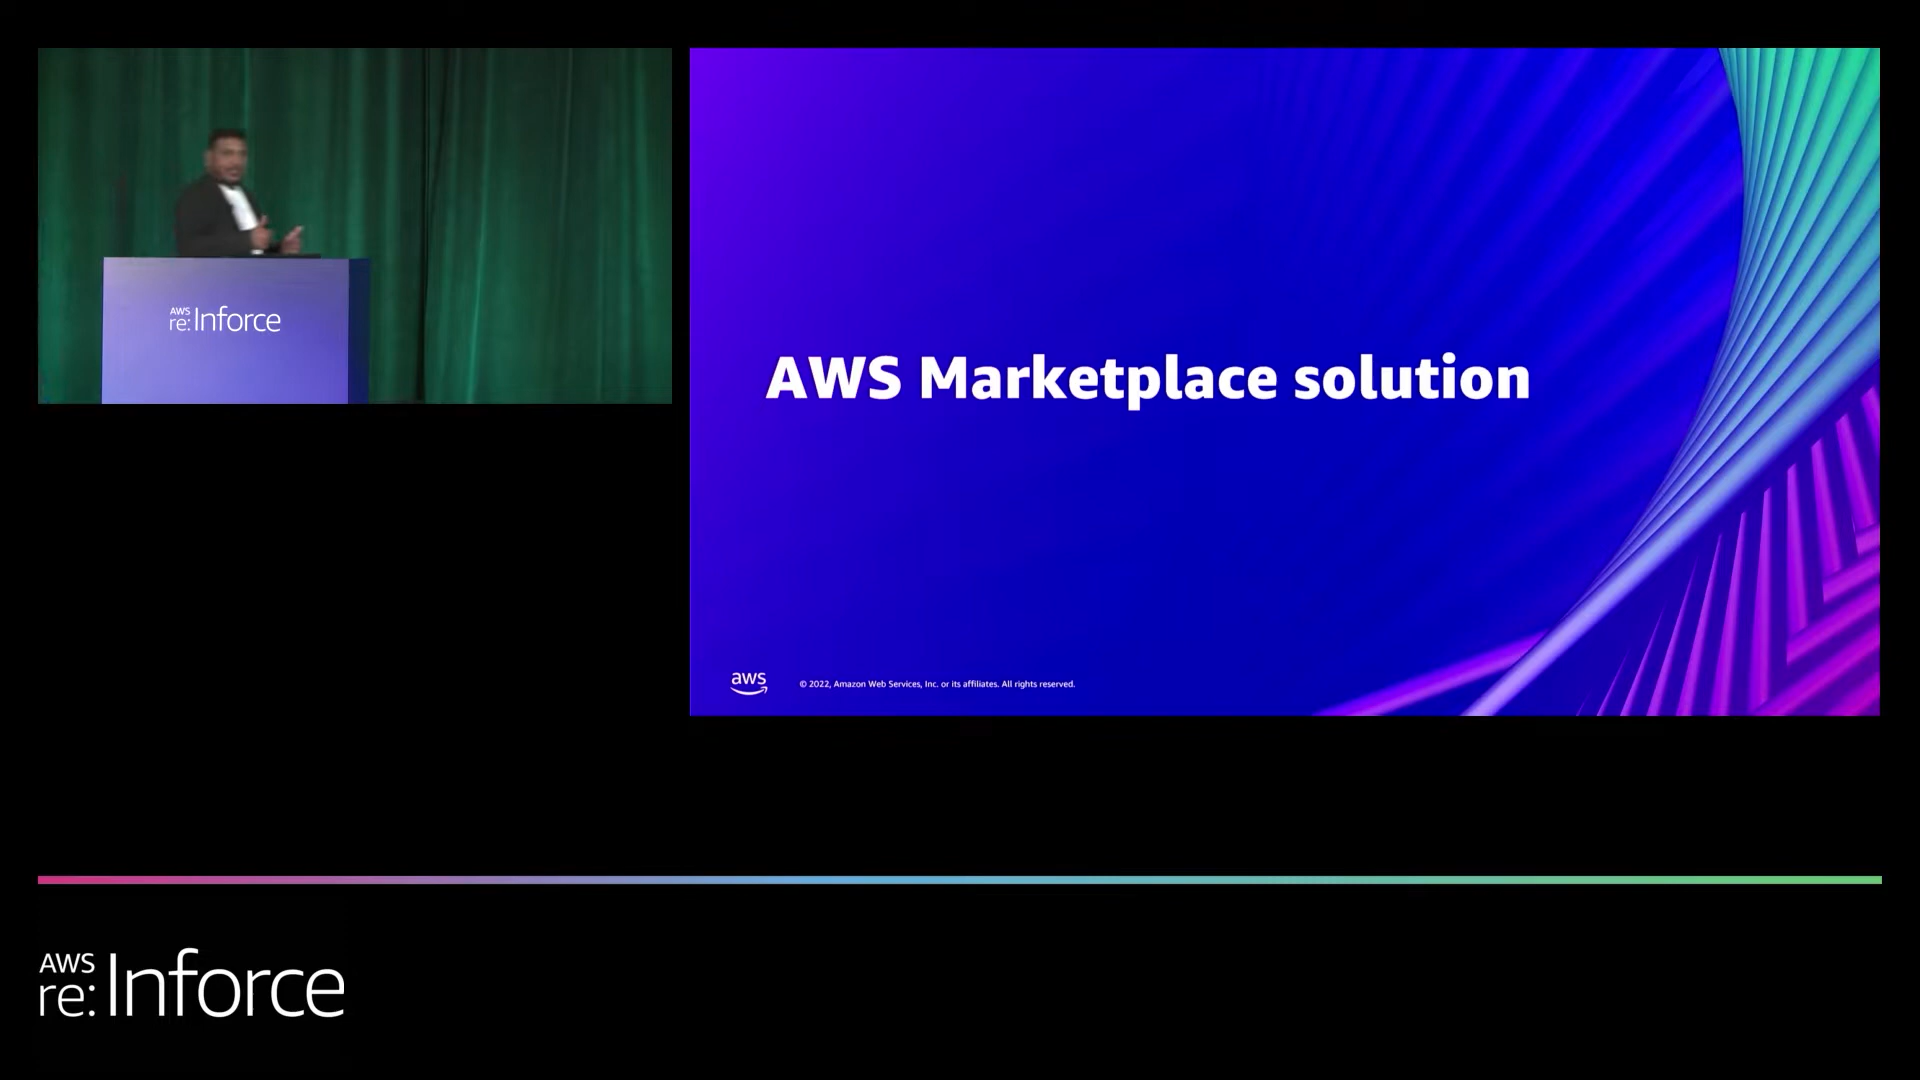 AWS
re:Inforce
AWS Marketplace solution
aws
© 2022, Amazon Web Services, Inc. or its affiliates. All rights reserved.
AWS
re:Inforce